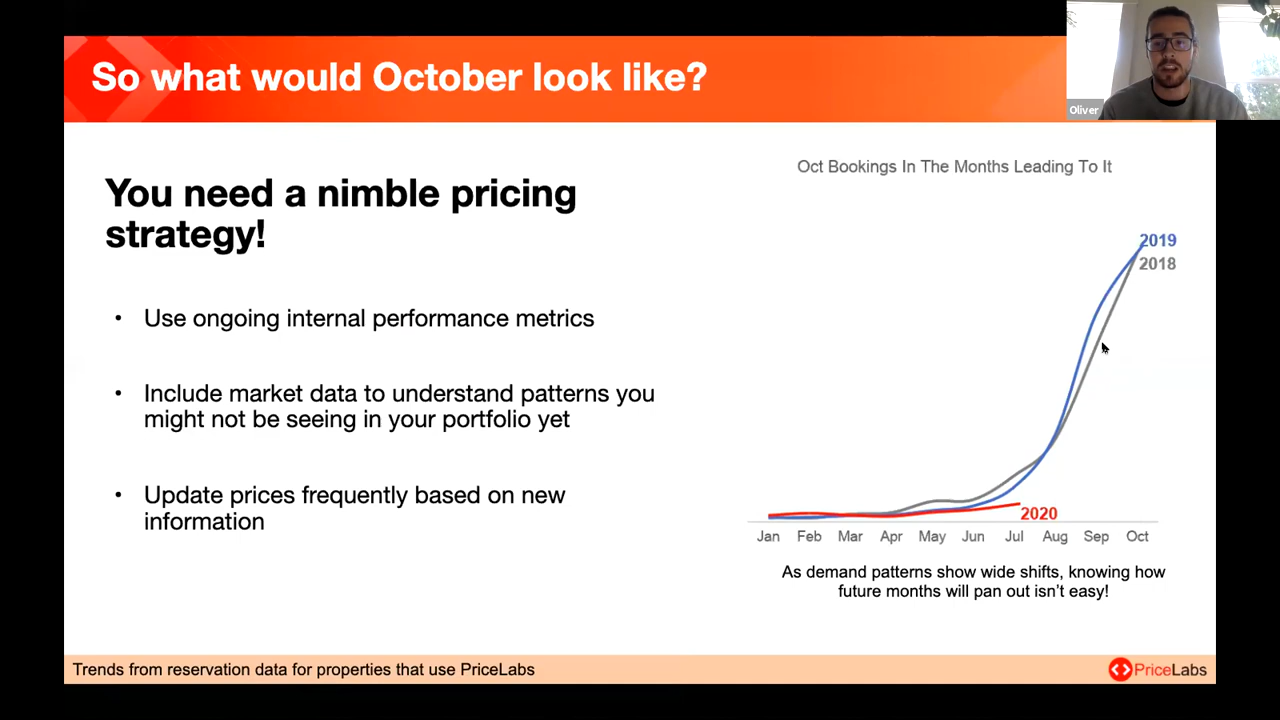 So what would October look like?
Oliver
You need a nimble pricing
strategy!
• Use ongoing internal performance metrics
• Include market data to understand patterns you
might not be seeing in your portfolio yet
• Update prices frequently based on new
information
Oct Bookings In The Months Leading To It
2019
2018
2020
Jan Feb Mar Apr May Jun Jul Aug Sep Oct
As demand patterns show wide shifts, knowing how
future months will pan out isn't easy!
Trends from reservation data for properties that use PriceLabs
PriceLabs